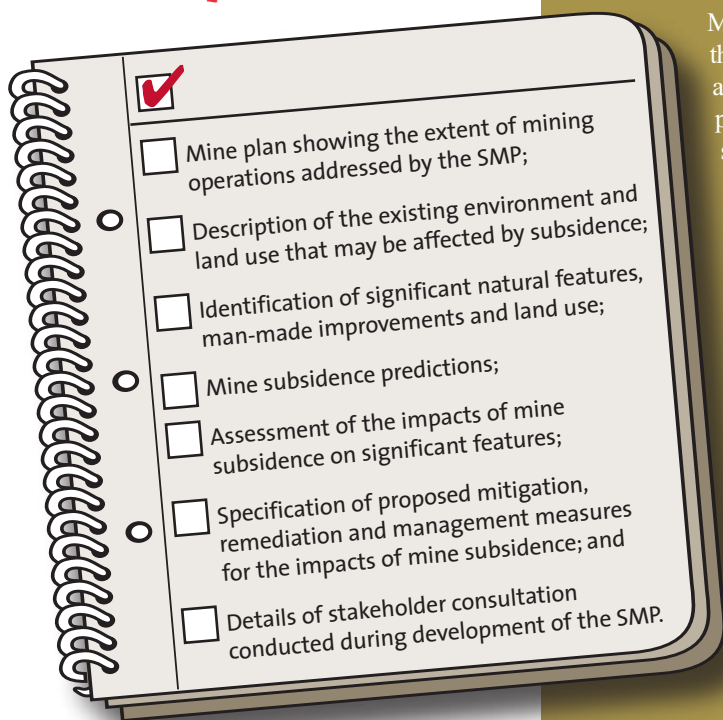 Mine plan showing the extent of mining
operations addressed by the SMP;
Description of the existing environment and
land use that may be affected by subsidence;
Identification of significant natural features,
man-made improvements and land use;
Mine subsidence predictions;
Assessment of the impacts of mine
subsidence on significant features;
Specification of proposed mitigation,
remediation and management measures
for the impacts of mine subsidence; and
Details of stakeholder consultation
conducted during development of the SMP.